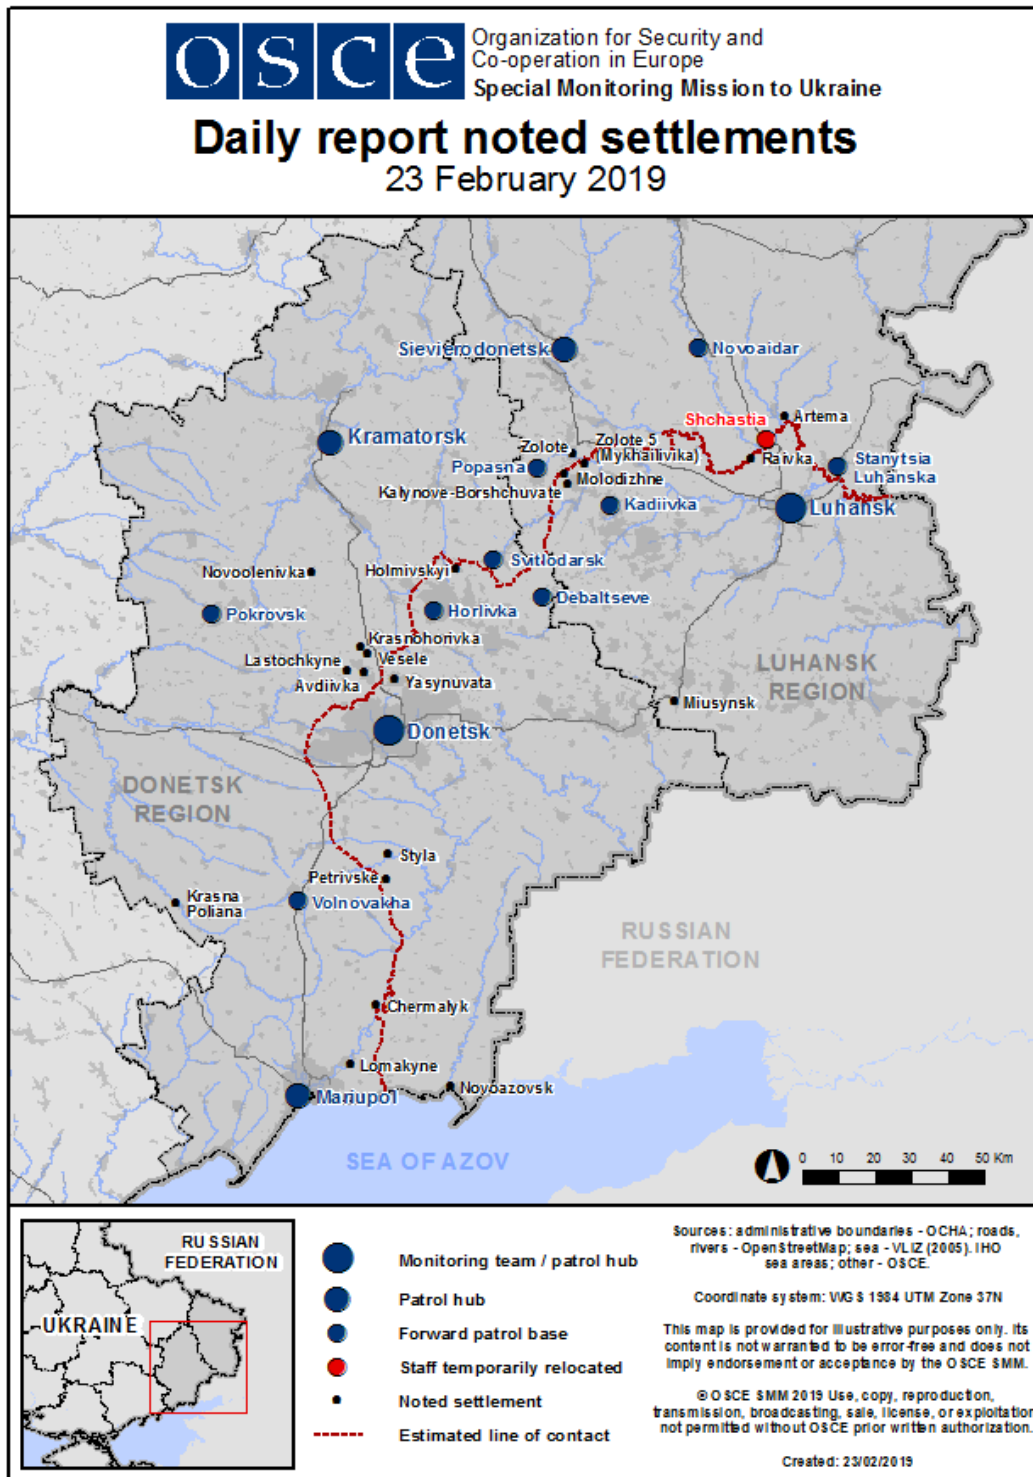 osce
Organization for Security and
Co-operation in Europe
Special Monitoring Mission to Ukraine
Daily report noted settlements
23 February 2019
Sievierodonetsk
Novoaidar
Shchastia
Artema
Kramatorsk
Zolote
Zolote 5
(Mykhailivika)
Raivka
Stanytsia
Luhanska
Popasna
Molodizhne
Kalynove-Borshchuvate
Kadiivka
Luhansk
Svitlodarsk
Holmivskyi
Novoolenivka
Debaltseve
Pokrovsk
Horlivka
Krasnohorivka
Lastochkyne
Vesele
Avdiivka
Yasynuvata
LUHANSK
REGION
Miusynsk
Donetsk
DONETSK
REGION
Styla
Petrivske
Krasna
Poliana
Volnovakha
RUSSIAN
FEDERATION
Chermalyk
Lomakyne
Novoazovsk
Mariupol
SEA OF AZOV
0 10 20 30 40 50 Km
RUSSIAN
FEDERATION
UKRAINE
Monitoring team / patrol hub
Patrol hub
Forward patrol base
Staff temporarily relocated
Noted settlement
Estimated line of contact
Sources: administrative boundaries - OCHA; roads,
rivers - OpenStreetMap; sea - VLIZ (2005). IHO
sea areas; other - OSCE.
Coordinate system: WGS 1984 UTM Zone 37N
This map is provided for illustrative purposes only. Its
content is not warranted to be error-free and does not
imply endorsement or acceptance by the OSCE SMM.
© OSCE SMM 2019 Use, copy, reproduction,
transmission, broadcasting, sale, license, or exploitation
not permitted without OSCE prior written authorization.
Created: 23/02/2019